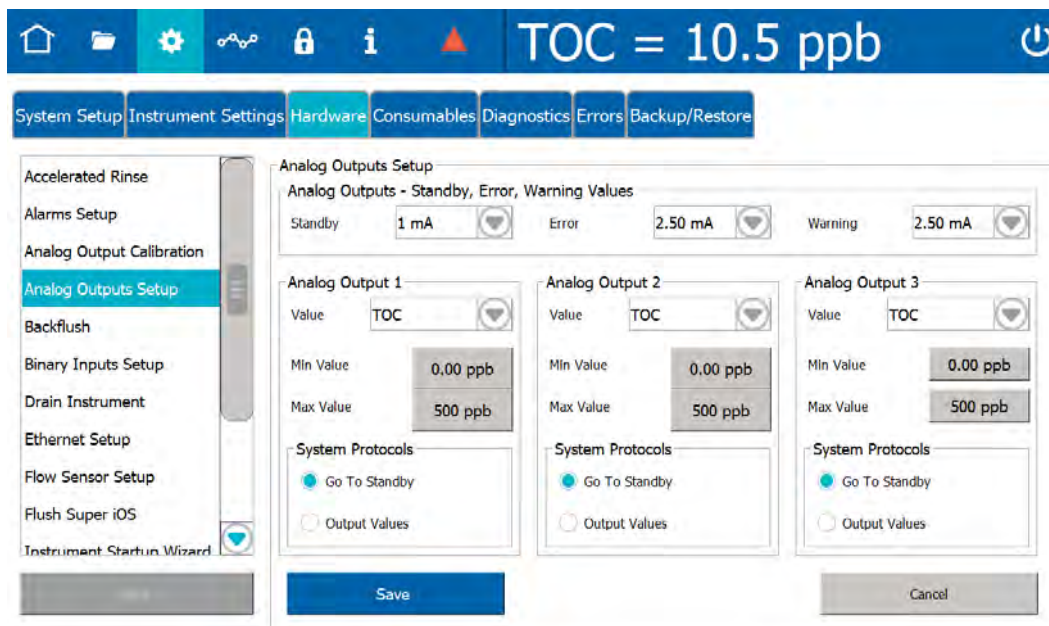 TOC = 10.5 ppb
System Setup Instrument Settings Hardware Consumables Diagnostics Errors Backup/Restore
Accelerated Rinse
Alarms Setup
Analog Output Calibration
Analog Outputs Setup
Backflush
Binary Inputs Setup
Drain Instrument
Ethernet Setup
Flow Sensor Setup
Flush Super iOS
Instrument Startup Wizard
Analog Outputs Setup
Analog Outputs - Standby, Error, Warning Values
Standby 1 mA Error 2.50 mA Warning 2.50 mA
Analog Output 1
Value TOC
Min Value 0.00 ppb
Max Value 500 ppb
System Protocols
Go To Standby
Output Values
Analog Output 2
Value TOC
Min Value 0.00 ppb
Max Value 500 ppb
System Protocols
Go To Standby
Output Values
Analog Output 3
Value TOC
Min Value 0.00 ppb
Max Value 500 ppb
System Protocols
Go To Standby
Output Values
Save
Cancel